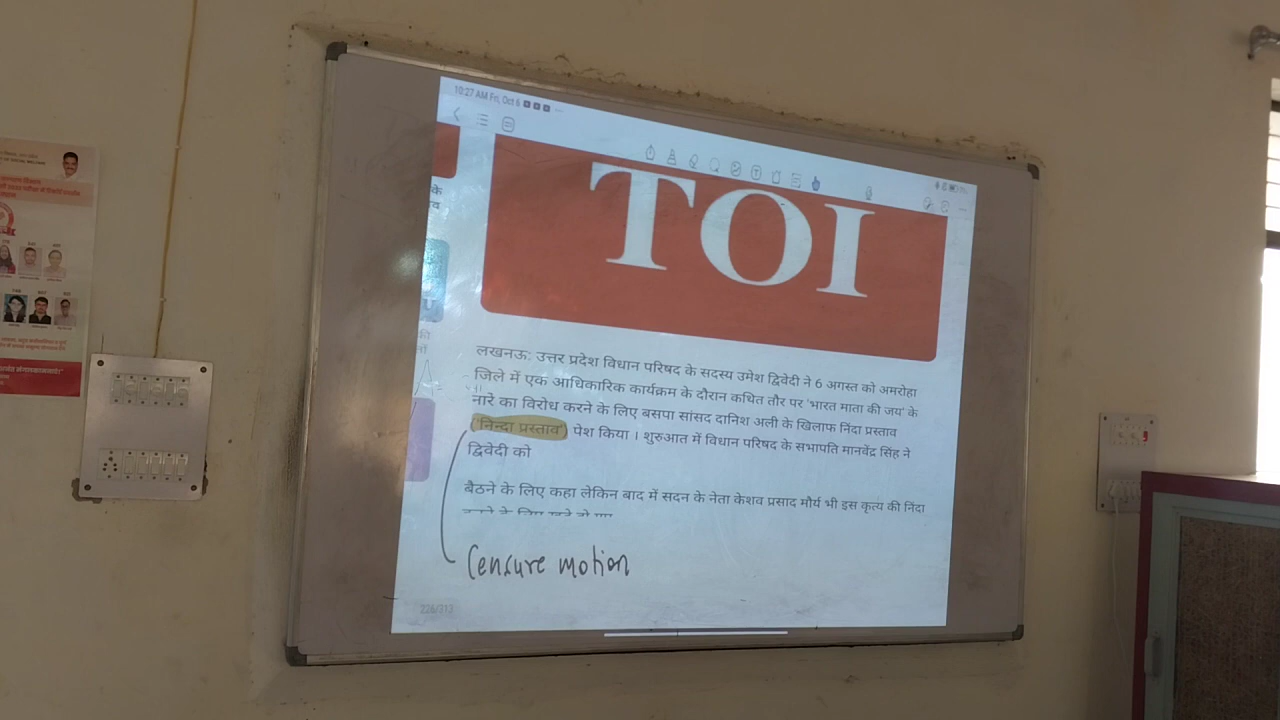 10:27 AM Fri, Oct 6
TOI
के
व
U
की
लखनऊ: उत्तर प्रदेश विधान परिषद के सदस्य उमेश द्विवेदी ने 6 अगस्त को अमरोहा
जिले में एक आधिकारिक कार्यक्रम के दौरान कथित तौर पर 'भारत माता की जय' के
नारे का विरोध करने के लिए बसपा सांसद दानिश अली के खिलाफ निंदा प्रस्ताव
('निन्दा प्रस्ताव') पेश किया । शुरुआत में विधान परिषद के सभापति मानवेंद्र सिंह ने
द्विवेदी को
बैठने के लिए कहा लेकिन बाद में सदन के नेता केशव प्रसाद मौर्य भी इस कृत्य की निंदा
Censure motion
226/313